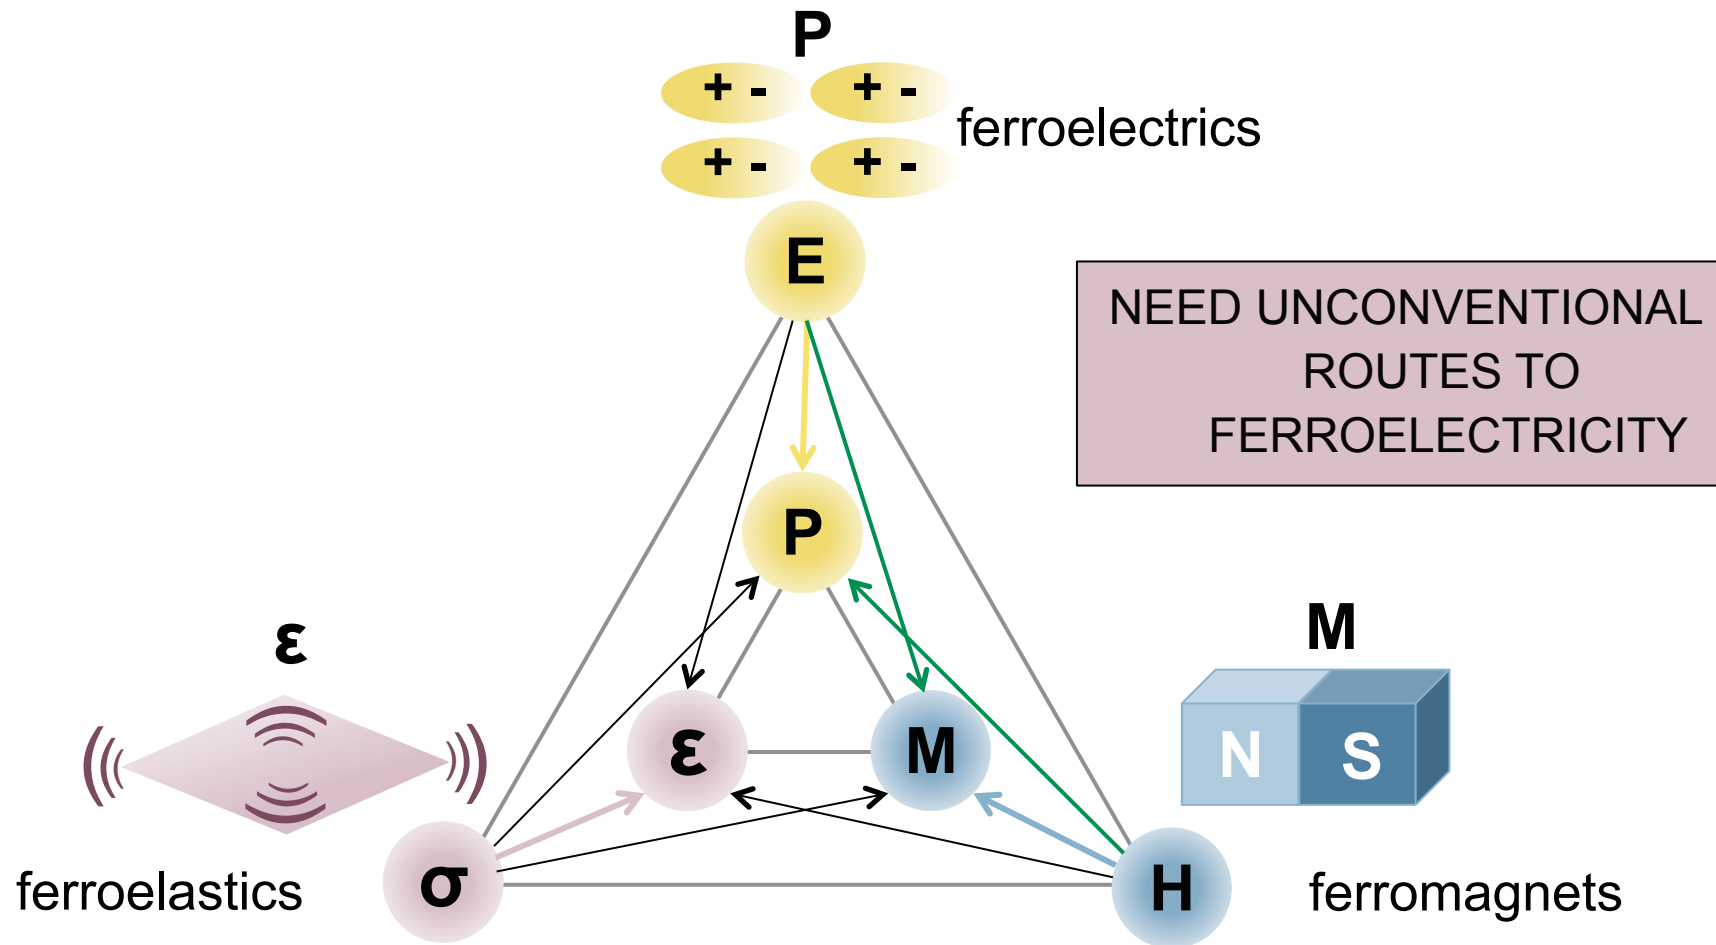 P
+ - + -
ferroelectrics
+ - + -
E
NEED UNCONVENTIONAL
ROUTES TO
FERROELECTRICITY
P
ε
M
ε
M
N S
σ
H
ferroelastics
ferromagnets